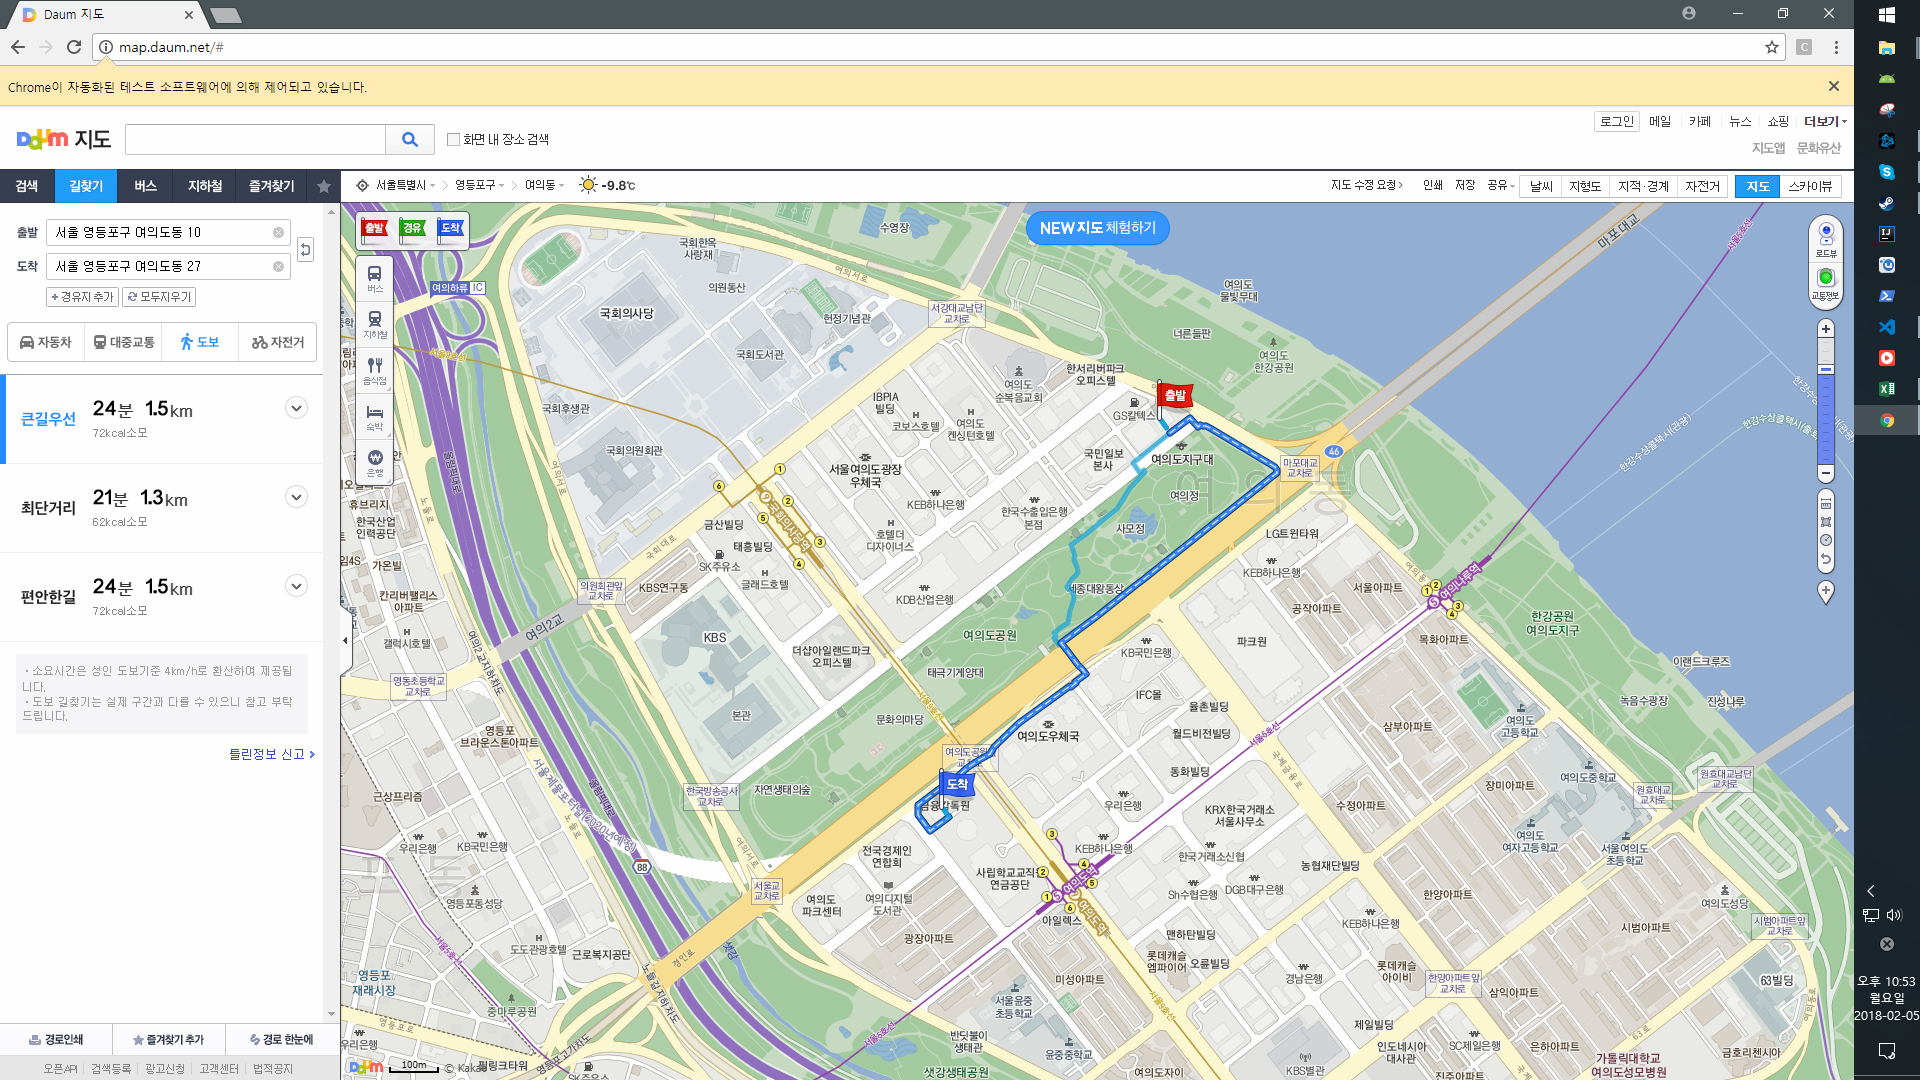 Daum 지도
map.daum.net/#
Chrome이 자동화된 테스트 소프트웨어에 의해 제어되고 있습니다.
Daum 지도
화면 내 장소 검색
로그인 메일 카페 뉴스 쇼핑 더보기
지도앱 문화유산
검색 길찾기 버스 지하철 즐겨찾기
서울특별시 영등포구 여의동 -9.8℃
지도 수정 요청 인쇄 저장 공유 날씨 지형도 지적·경계 자전거 지도 스카이뷰
출발 서울 영등포구 여의도동 10
도착 서울 영등포구 여의도동 27
+ 경유지 추가 모두지우기
자동차 대중교통 도보 자전거
큰길우선 24분 1.5km
72kcal소모
최단거리 21분 1.3km
62kcal소모
편안한길 24분 1.5km
72kcal소모
· 소요시간은 성인 도보기준 4km/h로 환산하여 제공됩
니다.
· 도보 길찾기는 실제 구간과 다를 수 있으니 참고 부탁
드립니다.
틀린정보 신고
경로인쇄 즐겨찾기 추가 경로 한눈에
오픈API 검색등록 광고신청 고객센터 법적공지
출발 경유 도착
버스
지하철
음식점
숙박
은행
NEW 지도 체험하기
로드뷰
교통정보
수영장
국회한옥
사랑재
의원동산
여의하류 IC
국회의사당
헌정기념관
국회도서관
서강대교남단
교차로
여의도
물빛무대
너른들판
여의도
한강공원
마포대교
서울5호선
국회후생관
국회의원회관
IBPIA
빌딩
코보스호텔
여의도
켄싱턴호텔
여의도
순복음교회
한서리버파크
오피스텔
GS칼텍스
출발
국민일보
본사
여의도지구대
여의정
마포대교
교차로
46
서울여의도광장
우체국
KEB하나은행
한국수출입은행
본점
호텔더
디자이너스
국회의사당역
금산빌딩
태흥빌딩
SK주유소
글래드호텔
KBS연구동
국회대로
의원회관앞
교차로
KDB산업은행
사모정
세종대왕동상
LG트윈타워
KEB하나은행
서울아파트
공작아파트
여의나루역
목화아파트
한강공원
여의도지구
이랜드크루즈
녹음수광장
진성나루
KBS
본관
더샵아일랜드파크
오피스텔
여의도공원
태극기게양대
문화의마당
자연생태의숲
한국방송공사
교차로
KB국민은행
파크원
IFC몰
율촌빌딩
월드비전빌딩
동화빌딩
여의도우체국
도착
금융감독원
삼부아파트
여의도
고등학교
여의도중학교
장미아파트
수정아파트
원효대교
교차로
원효대교남단
교차로
여의도
여자고등학교
서울여의도
초등학교
전국경제인
연합회
여의도디지털
도서관
여의도
파크센터
광장아파트
사립학교교직원
연금공단
우리은행
KRX한국거래소
서울사무소
KEB하나은행
한국거래소신협
Sh수협은행
DGB대구은행
농협재단빌딩
한양아파트
여의도역
아일렉스
맨하탄빌딩
KEB하나은행
롯데캐슬
엠파이어
오륜빌딩
경남은행
롯데캐슬
아이비
한양아파트앞
교차로
시범아파트
여의도성당
시범아파트앞
교차로
63빌딩
삼익아파트
은하아파트
미성아파트
서울윤중
초등학교
윤중중학교
반딧불이
생태관
샛강생태공원
여의도자이
KBS별관
제일빌딩
인도네시아
대사관
SC제일은행
진주아파트
가톨릭대학교
여의도성모병원
금호리첸시아
63로
여의2교
갤럭시호텔
칸리버팰리스
아파트
가온빌
한국산업
인력공단
휴브리지
영등포
브라운스톤아파트
영동초등학교
교차로
근상프리즘
우리은행
KB국민은행
영등포동성당
도도관광호텔
근로복지공단
영등포
재래시장
중마루공원
우리은행
서울교
교차로
88
올림픽대로
노들로
노들길지하차도
경인로
샛강
서울제물포터널(2020년예정)
Daum
100m
© Kakao
오후 10:53
월요일
2018-02-05